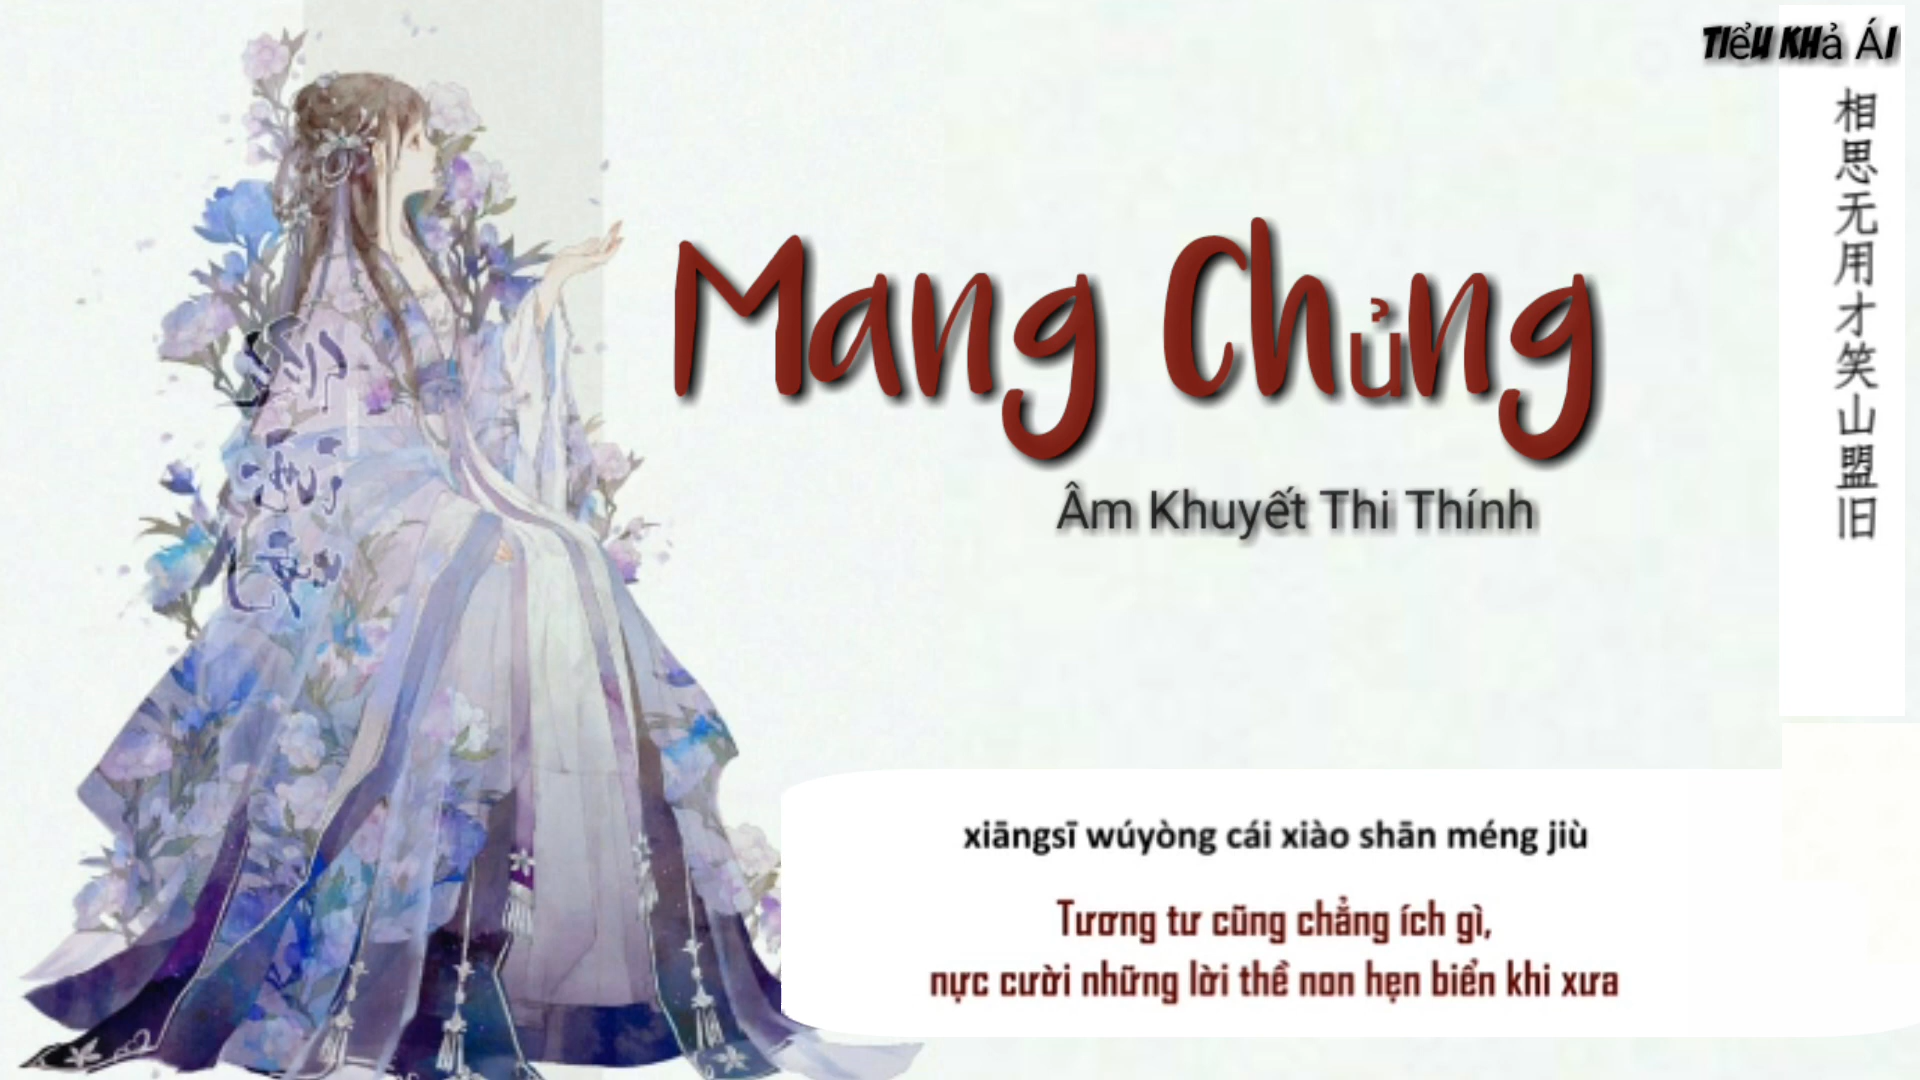 TIểU KHả ÁI
相思无用才笑山盟旧
Mang Chủng
Âm Khuyết Thi Thính
xiāngsī wúyòng cái xiào shān méng jiù
Tương tư cũng chẳng ích gì,
nực cười những lời thề non hẹn biển khi xưa